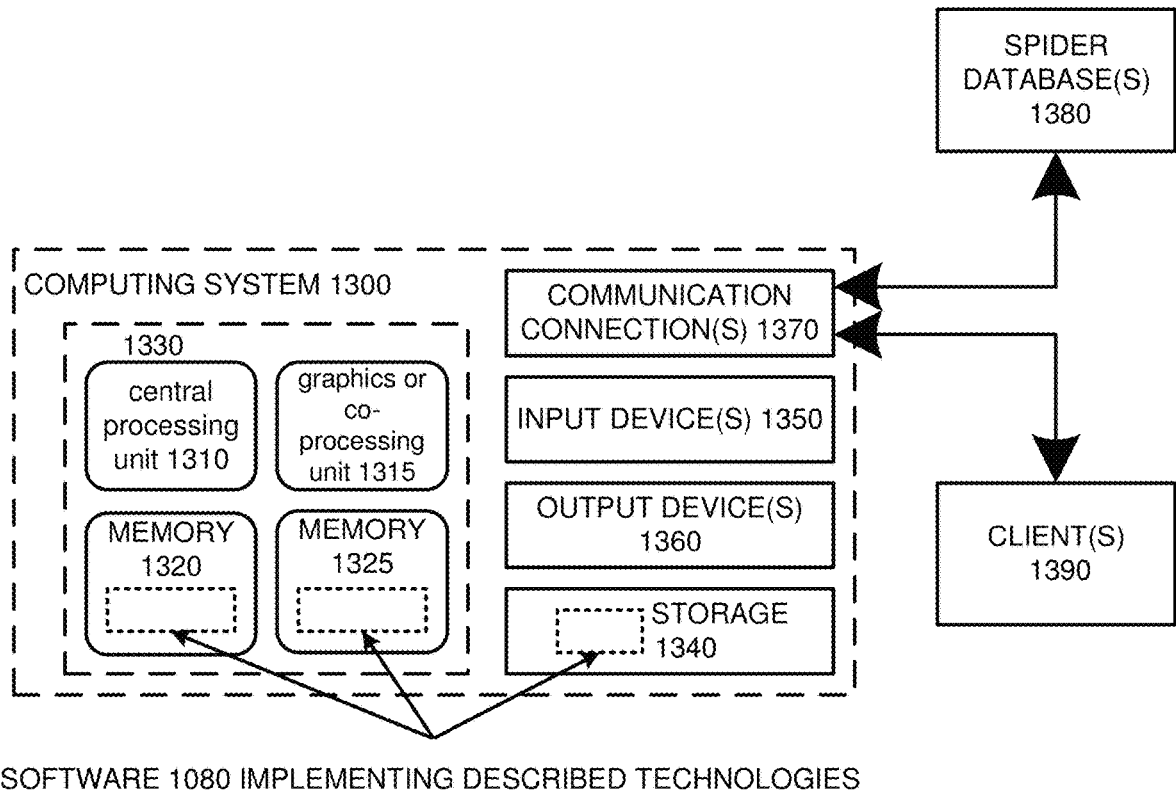 SPIDER
DATABASE(S)
1380
COMPUTING SYSTEM 1300
COMMUNICATION
CONNECTION(S) 1370
1330
central
processing
unit 1310
graphics or
co-
processing
unit 1315
INPUT DEVICE(S) 1350
MEMORY
1320
MEMORY
1325
OUTPUT DEVICE(S)
1360
CLIENT(S)
1390
STORAGE
1340
SOFTWARE 1080 IMPLEMENTING DESCRIBED TECHNOLOGIES